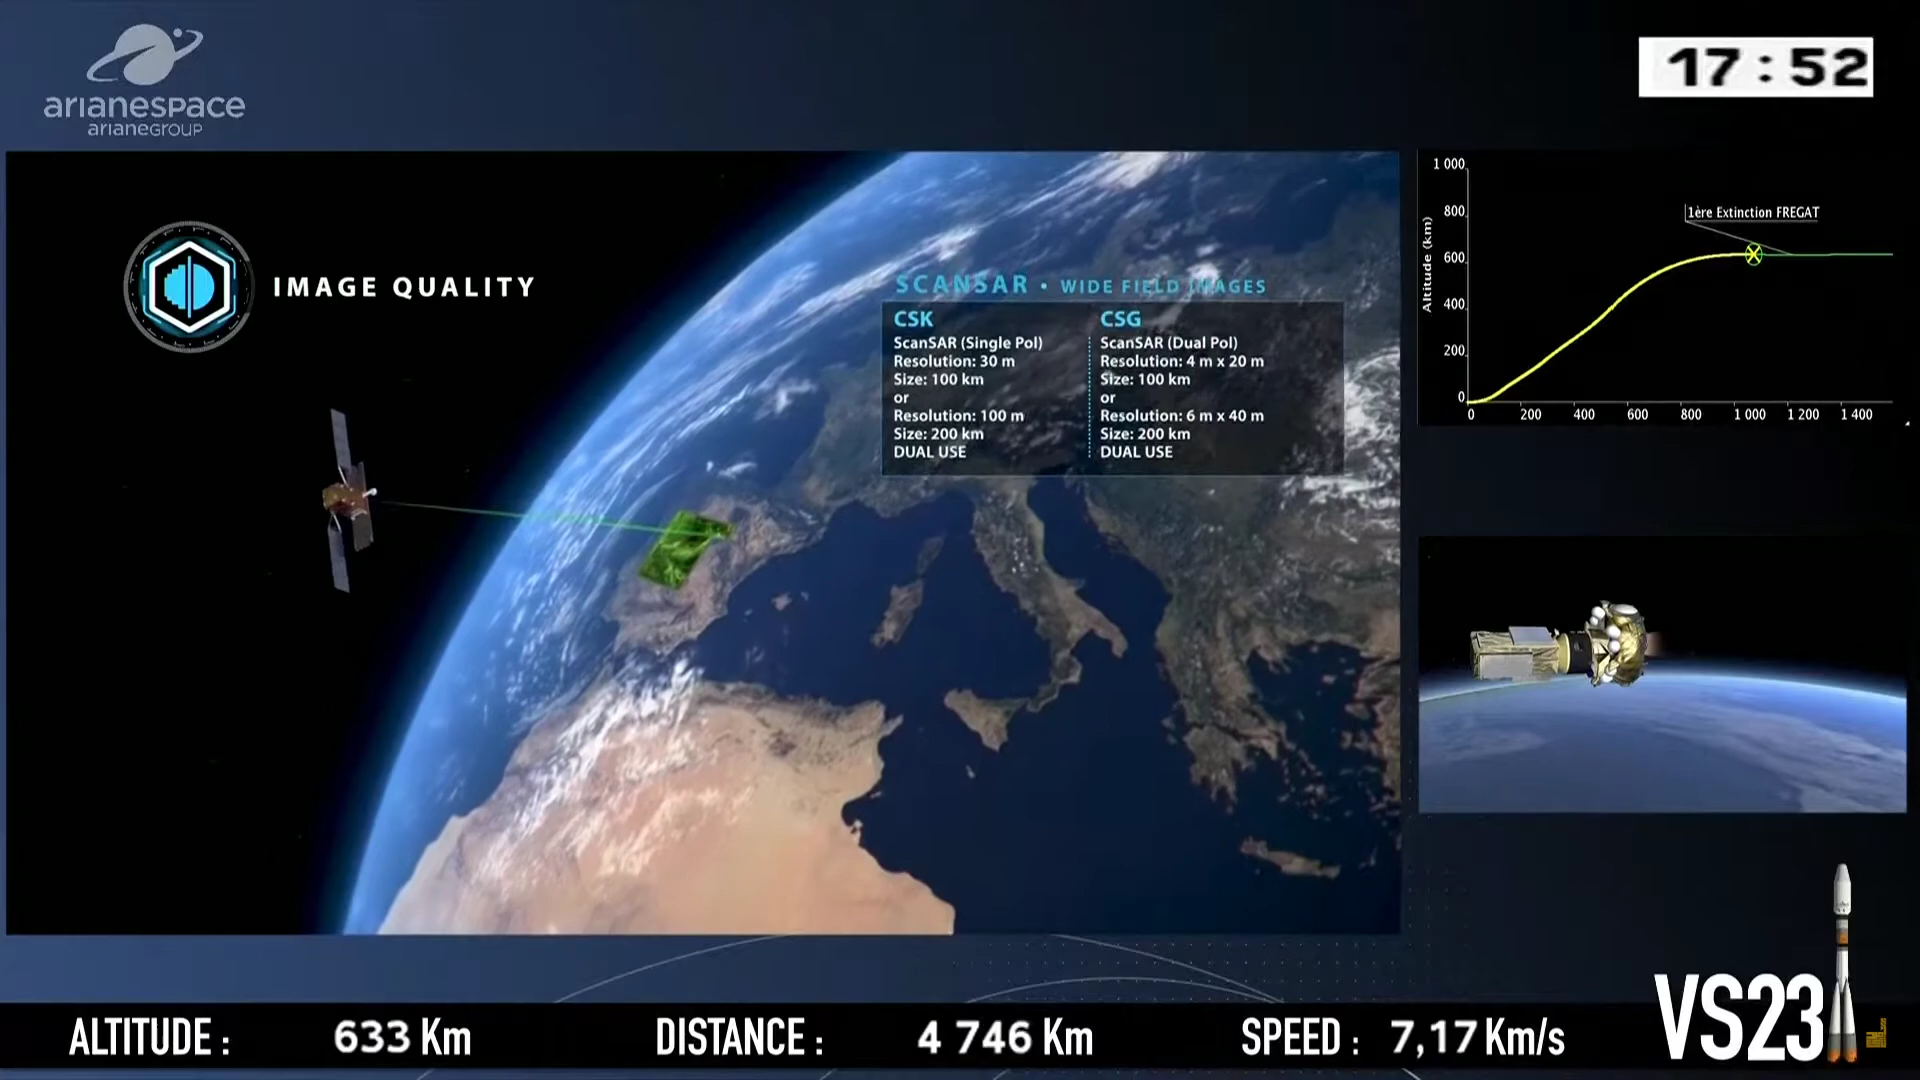 arianespace
arianeGROUP
17:52
IMAGE QUALITY
SCANSAR • WIDE FIELD IMAGES
CSK
ScanSAR (Single Pol)
Resolution: 30 m
Size: 100 km
or
Resolution: 100 m
Size: 200 km
DUAL USE
CSG
ScanSAR (Dual Pol)
Resolution: 4 m x 20 m
Size: 100 km
or
Resolution: 6 m x 40 m
Size: 200 km
DUAL USE
1ère Extinction FREGAT
Altitude (km)
1 000
800
600
400
200
0
0 200 400 600 800 1 000 1 200 1 400
ALTITUDE : 633 Km DISTANCE : 4 746 Km SPEED : 7,17 Km/s
VS23